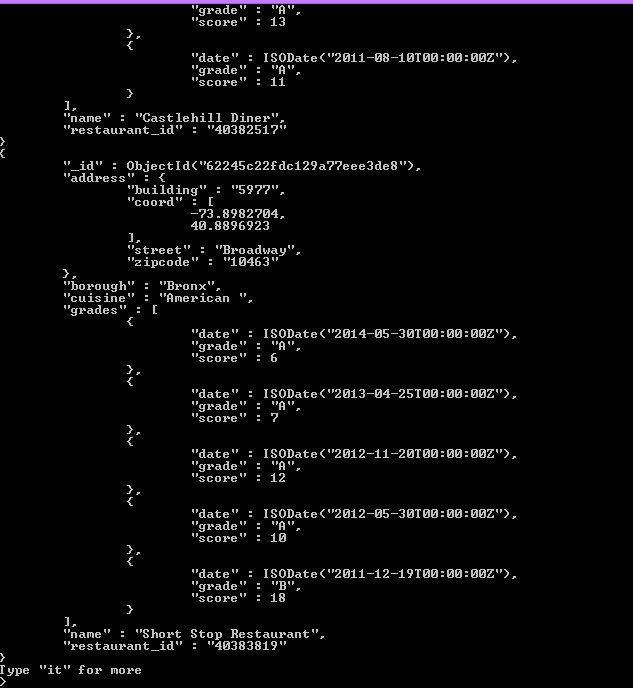 "grade" : "A",
"score" : 13
},
{
"date" : ISODate("2011-08-10T00:00:00Z"),
"grade" : "A",
"score" : 11
}
],
"name" : "Castlehill Diner",
"restaurant_id" : "40382517"
}
{
"_id" : ObjectId("62245c22fdc129a77eee3de8"),
"address" : {
"building" : "5977",
"coord" : [
-73.8982704,
40.8896923
],
"street" : "Broadway",
"zipcode" : "10463"
},
"borough" : "Bronx",
"cuisine" : "American ",
"grades" : [
{
"date" : ISODate("2014-05-30T00:00:00Z"),
"grade" : "A",
"score" : 6
},
{
"date" : ISODate("2013-04-25T00:00:00Z"),
"grade" : "A",
"score" : 7
},
{
"date" : ISODate("2012-11-20T00:00:00Z"),
"grade" : "A",
"score" : 12
},
{
"date" : ISODate("2012-05-30T00:00:00Z"),
"grade" : "A",
"score" : 10
},
{
"date" : ISODate("2011-12-19T00:00:00Z"),
"grade" : "B",
"score" : 18
}
],
"name" : "Short Stop Restaurant",
"restaurant_id" : "40383819"
}
Type "it" for more
>